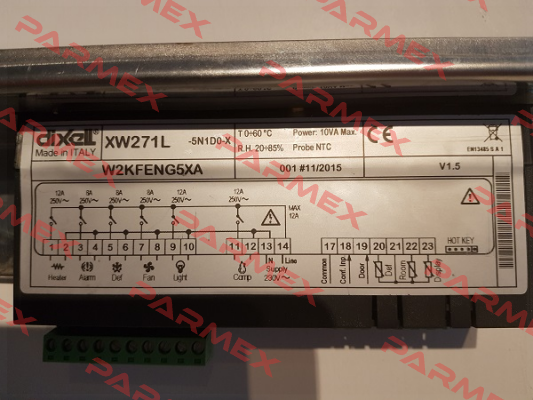 dixell XW271L -5N1D0-X T 0÷60 °C Power: 10VA Max
Made in ITALY R.H. 20÷85% Probe NTC
W2KFENG5XA 001 #11/2015 V1.5
12A 8A 8A 8A 12A 12A
250V~ 250V~ 250V~ 250V~ 250V~ 250V~
MAX
12A
1 2 3 4 5 6 7 8 9 10 11 12 13 14 17 18 19 20 21 22 23 HOT KEY
Heater Alarm Def Fan Light Comp N Line
Supply
230V~
Common Conf. Inp. Door Def Room Display
PARMEX
PARMEX
PARMEX
PARMEX
PARMEX
PARMEX
PARMEX
PARMEX